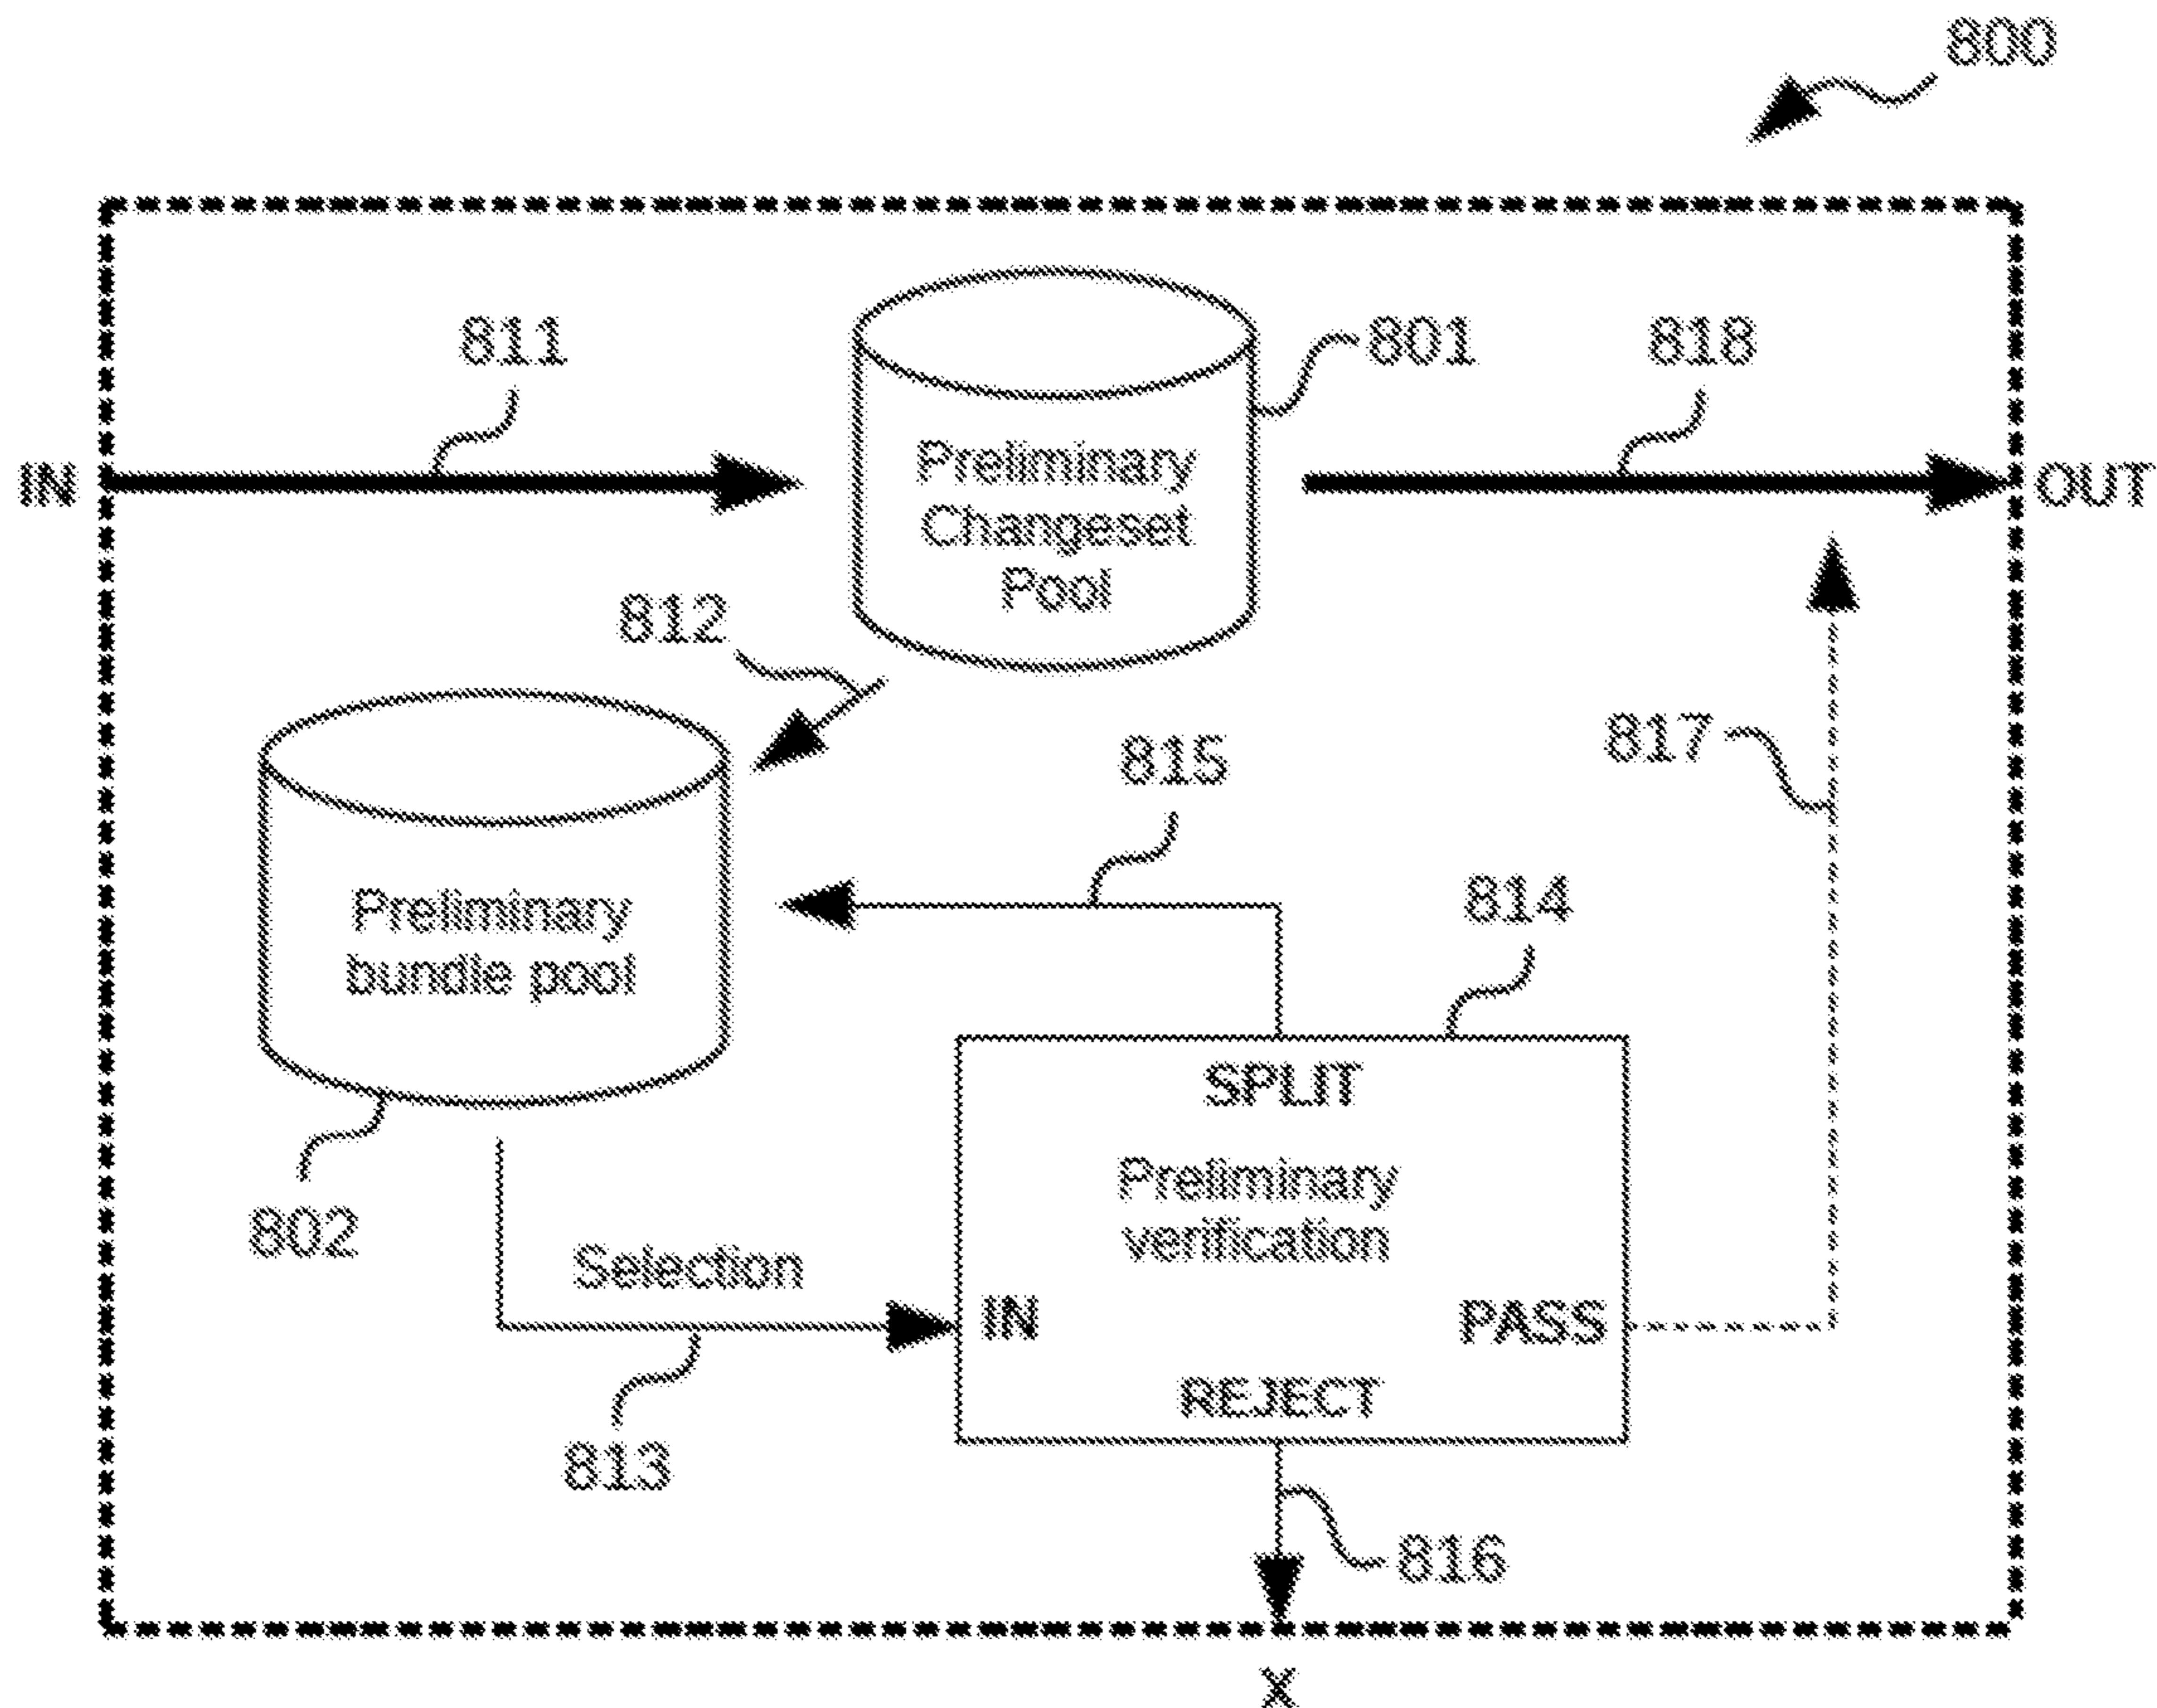 800
811
801
818
IN
Preliminary
Changeset
Pool
OUT
812
817
815
814
Preliminary
bundle pool
SPLIT
Preliminary
verification
802
Selection
IN
PASS
REJECT
813
816
X